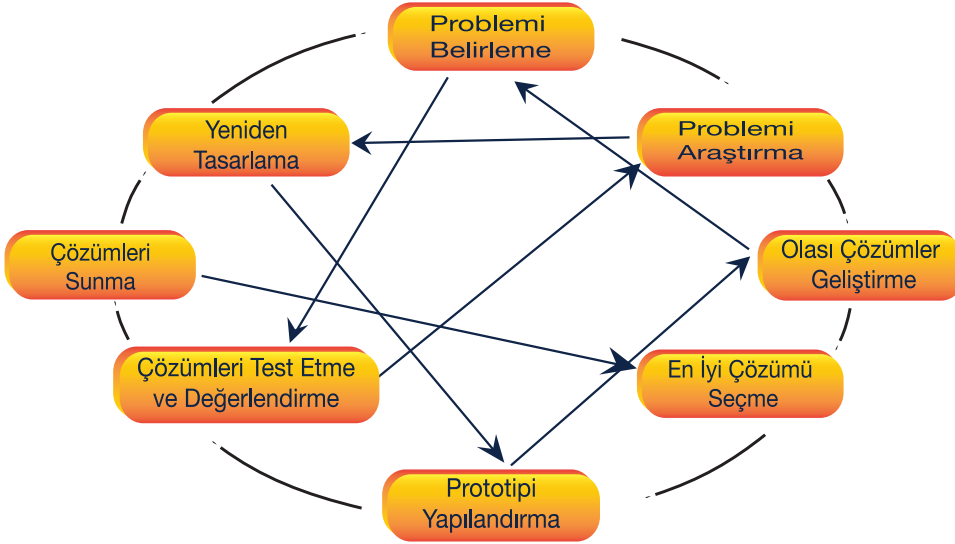 Problemi
Belirleme
Yeniden
Tasarlama
Problemi
Araştırma
Çözümleri
Sunma
Olası Çözümler
Geliştirme
Çözümleri Test Etme
ve Değerlendirme
En İyi Çözümü
Seçme
Prototipi
Yapılandırma